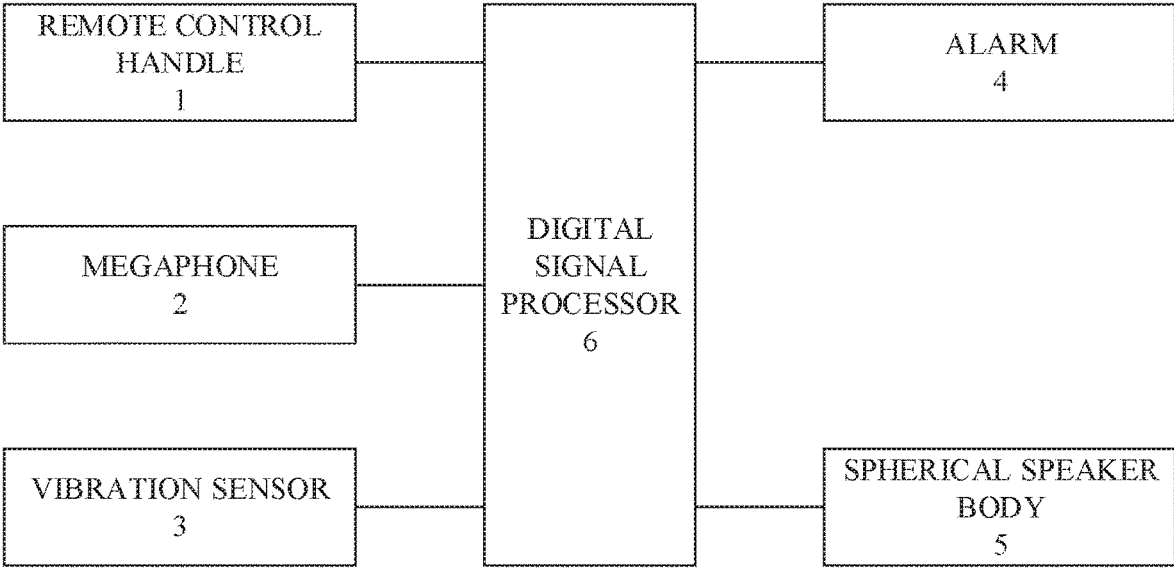 REMOTE CONTROL
HANDLE
1
MEGAPHONE
2
VIBRATION SENSOR
3
DIGITAL
SIGNAL
PROCESSOR
6
ALARM
4
SPHERICAL SPEAKER
BODY
5